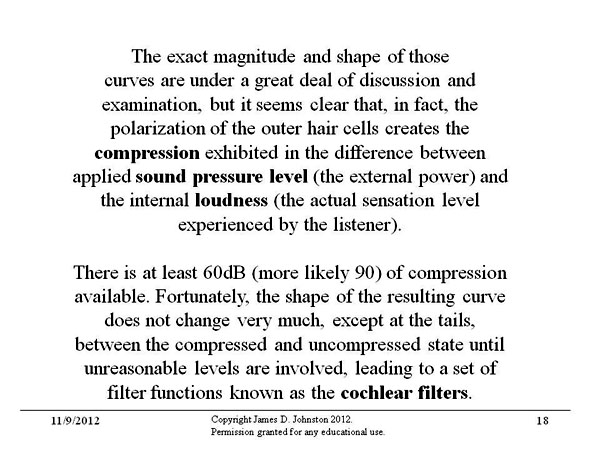 The exact magnitude and shape of those
curves are under a great deal of discussion and
examination, but it seems clear that, in fact, the
polarization of the outer hair cells creates the
compression exhibited in the difference between
applied sound pressure level (the external power) and
the internal loudness (the actual sensation level
experienced by the listener).
There is at least 60dB (more likely 90) of compression
available. Fortunately, the shape of the resulting curve
does not change very much, except at the tails,
between the compressed and uncompressed state until
unreasonable levels are involved, leading to a set of
filter functions known as the cochlear filters.
11/9/2012
Copyright James D. Johnston 2012.
Permission granted for any educational use.
18